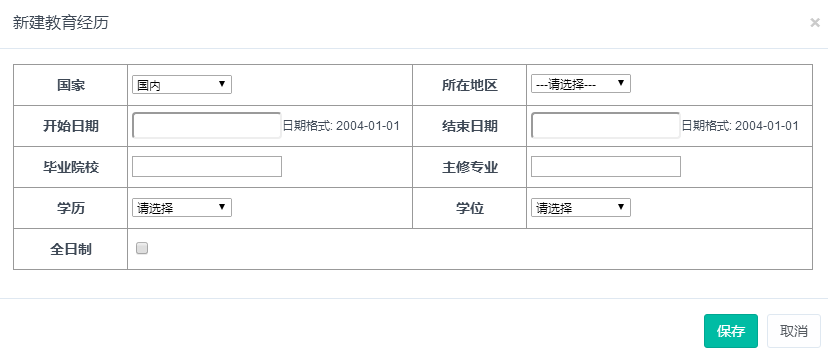 新建教育经历 ×
国家 国内 所在地区 ---请选择---
开始日期 日期格式: 2004-01-01 结束日期 日期格式: 2004-01-01
毕业院校 主修专业
学历 请选择 学位 请选择
全日制
保存 取消